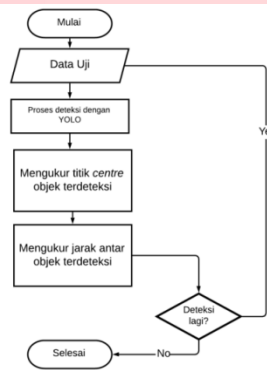 Mulai
Data Uji
Proses deteksi dengan
YOLO
Ye
Mengukur titik centre
objek terdeteksi
Mengukur jarak antar
objek terdeteksi
Deteksi
lagi?
Selesai
No